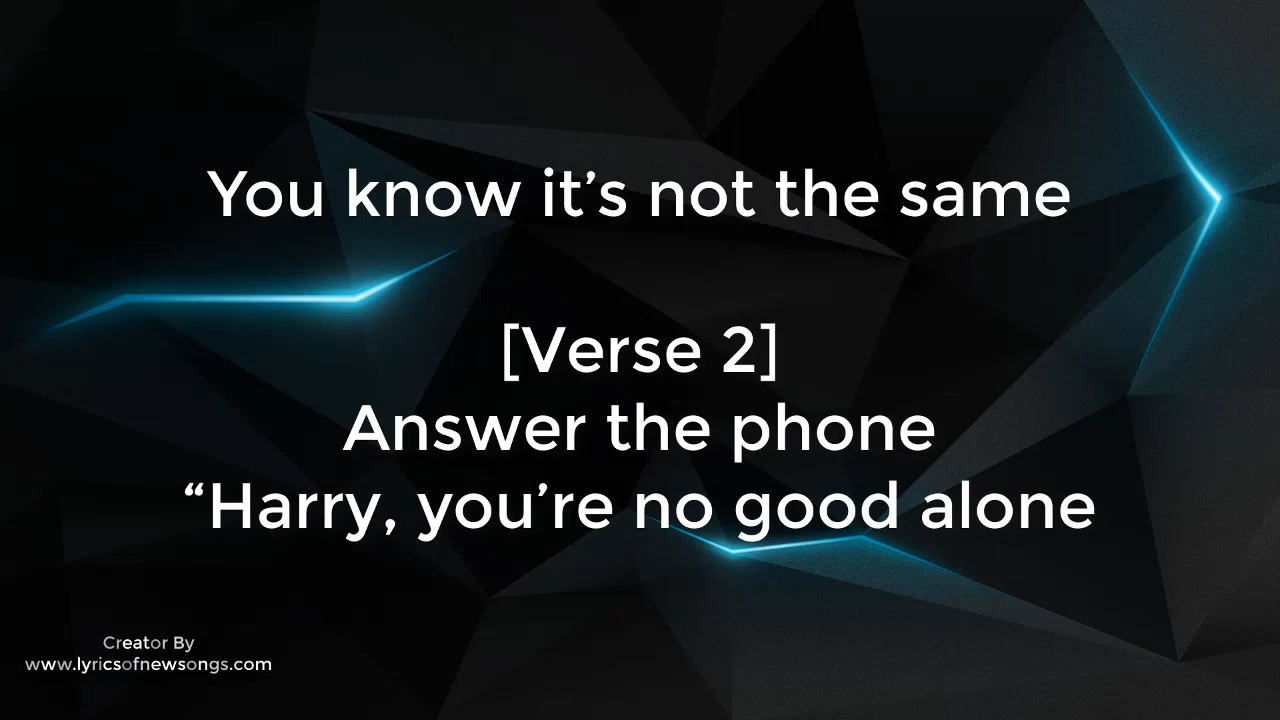 You know it’s not the same
[Verse 2]
Answer the phone
“Harry, you’re no good alone
Creator By
www.lyricsofnewsongs.com